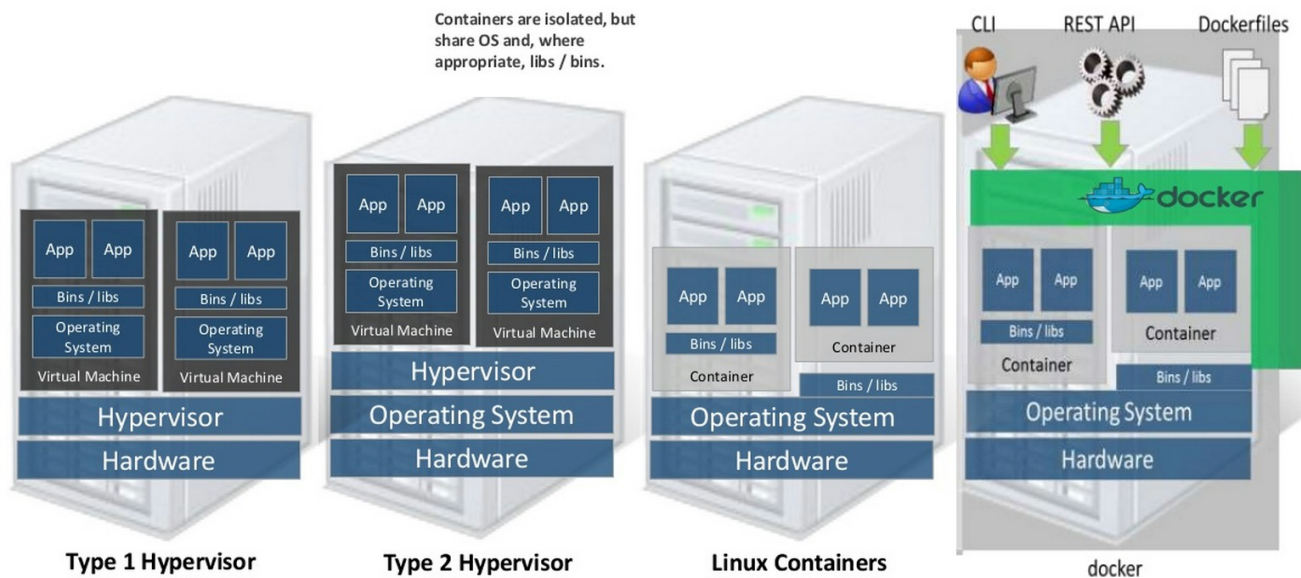 Containers are isolated, but
share OS and, where
appropriate, libs / bins.
CLI
REST API
Dockerfiles
App
App
Bins / libs
Operating
System
Virtual Machine
App
App
Bins / libs
Operating
System
Virtual Machine
Hypervisor
Hardware
Type 1 Hypervisor
App
App
Bins / libs
Operating
System
Virtual Machine
App
App
Bins / libs
Operating
System
Virtual Machine
Hypervisor
Operating System
Hardware
Type 2 Hypervisor
App
App
Bins / libs
Container
App
App
Container
Bins / libs
Operating System
Hardware
Linux Containers
docker
App
App
Bins / libs
Container
App
App
Container
Bins / libs
Operating System
Hardware
docker